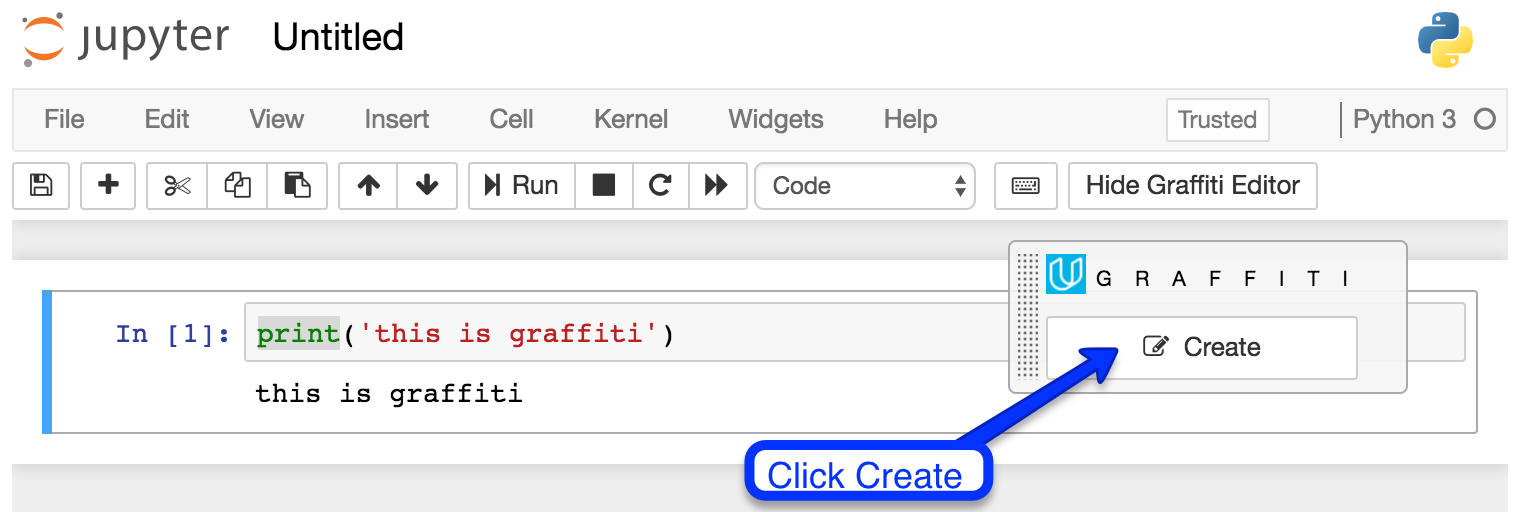 jupyter Untitled
File Edit View Insert Cell Kernel Widgets Help Trusted Python 3
Run Code Hide Graffiti Editor
GRAFFITI
Create
In [1]: print('this is graffiti')
this is graffiti
Click Create